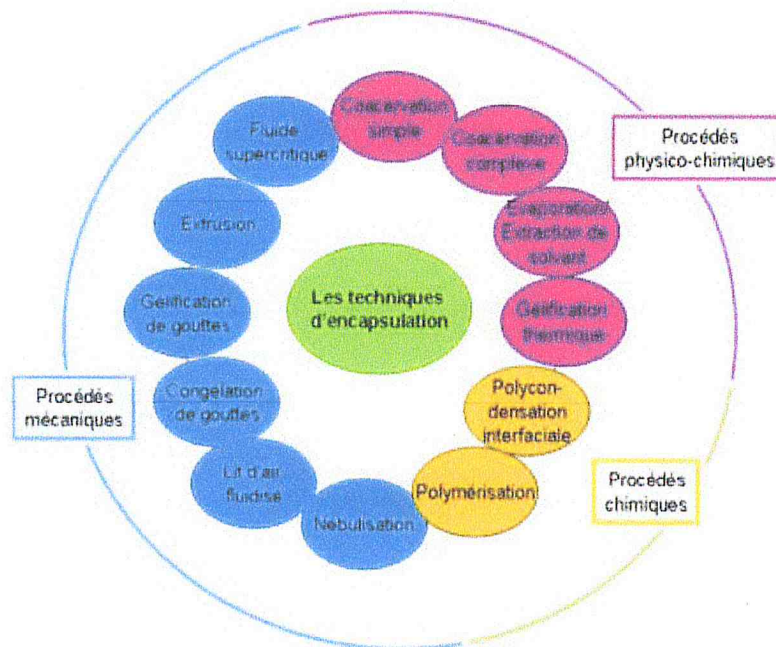 Coacervation
simple
Coacervation
complexe
Evaporation/
Extraction de
solvant
Gélification
thermique
Polycon-
densation
interfaciale
Polymérisation
Nébulisation
Lit d'air
fluidisé
Congélation
de gouttes
Gélification
de gouttes
Extrusion
Fluide
supercritique
Les techniques
d'encapsulation
Procédés
physico-chimiques
Procédés
chimiques
Procédés
mécaniques